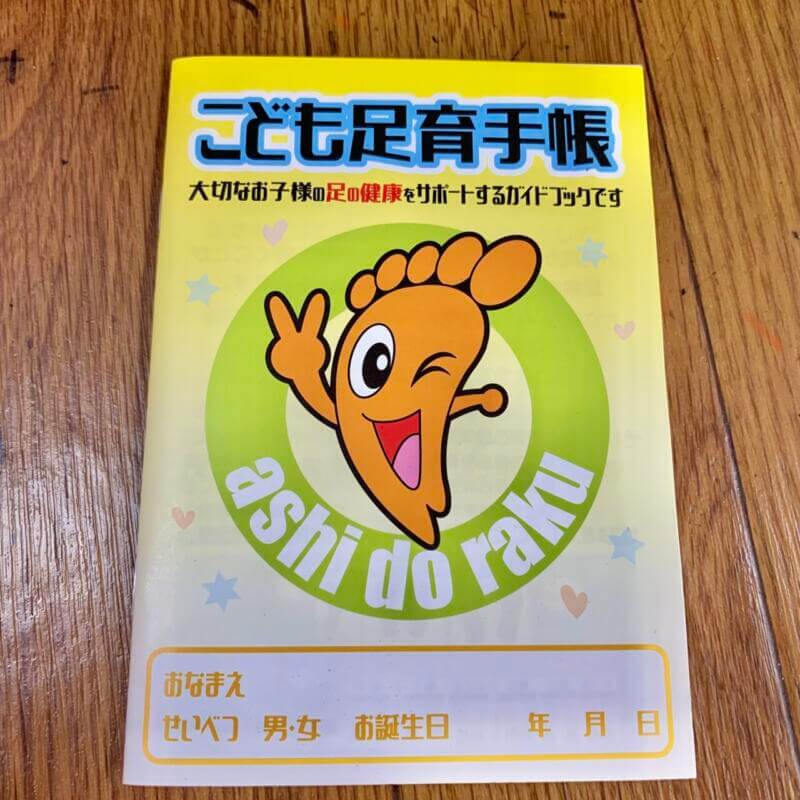 こども足育手帳
大切なお子様の足の健康をサポートするガイドブックです
ashi do raku
おなまえ
せいべつ 男・女 お誕生日 年 月 日